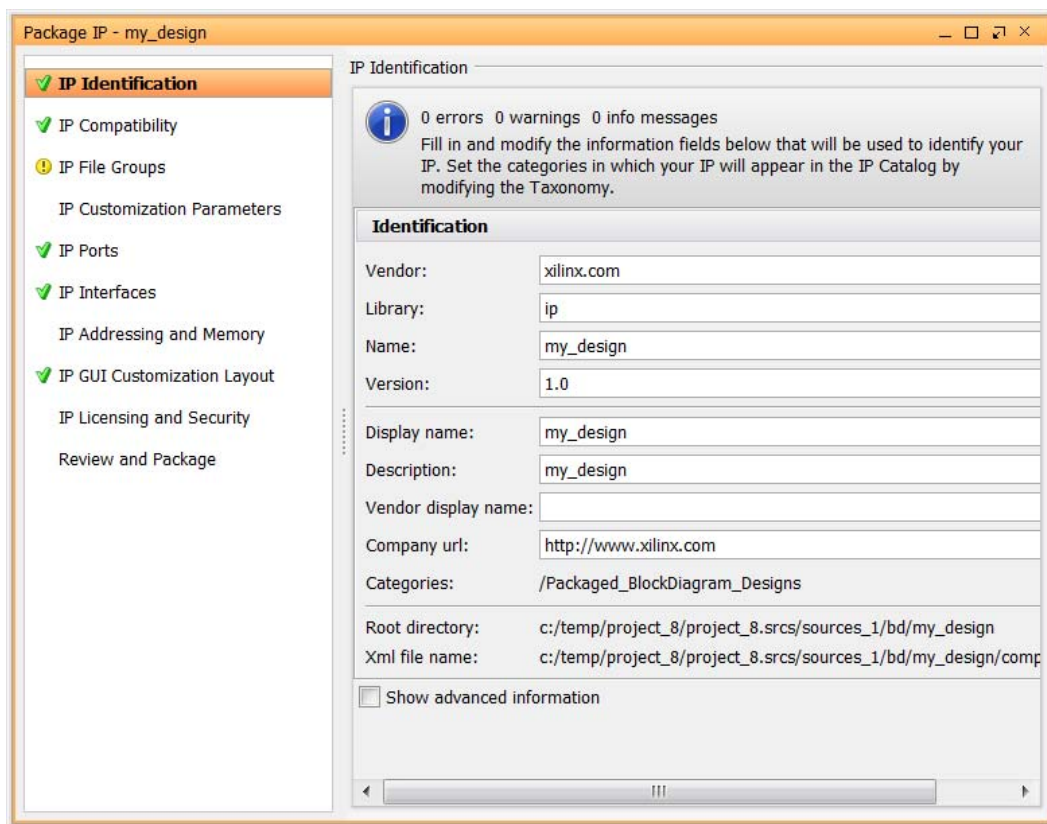 Package IP - my_design
IP Identification
IP Compatibility
IP File Groups
IP Customization Parameters
IP Ports
IP Interfaces
IP Addressing and Memory
IP GUI Customization Layout
IP Licensing and Security
Review and Package
IP Identification
0 errors 0 warnings 0 info messages
Fill in and modify the information fields below that will be used to identify your
IP. Set the categories in which your IP will appear in the IP Catalog by
modifying the Taxonomy.
Identification
Vendor: xilinx.com
Library: ip
Name: my_design
Version: 1.0
Display name: my_design
Description: my_design
Vendor display name:
Company url: http://www.xilinx.com
Categories: /Packaged_BlockDiagram_Designs
Root directory: c:/temp/project_8/project_8.srcs/sources_1/bd/my_design
Xml file name: c:/temp/project_8/project_8.srcs/sources_1/bd/my_design/comp
Show advanced information